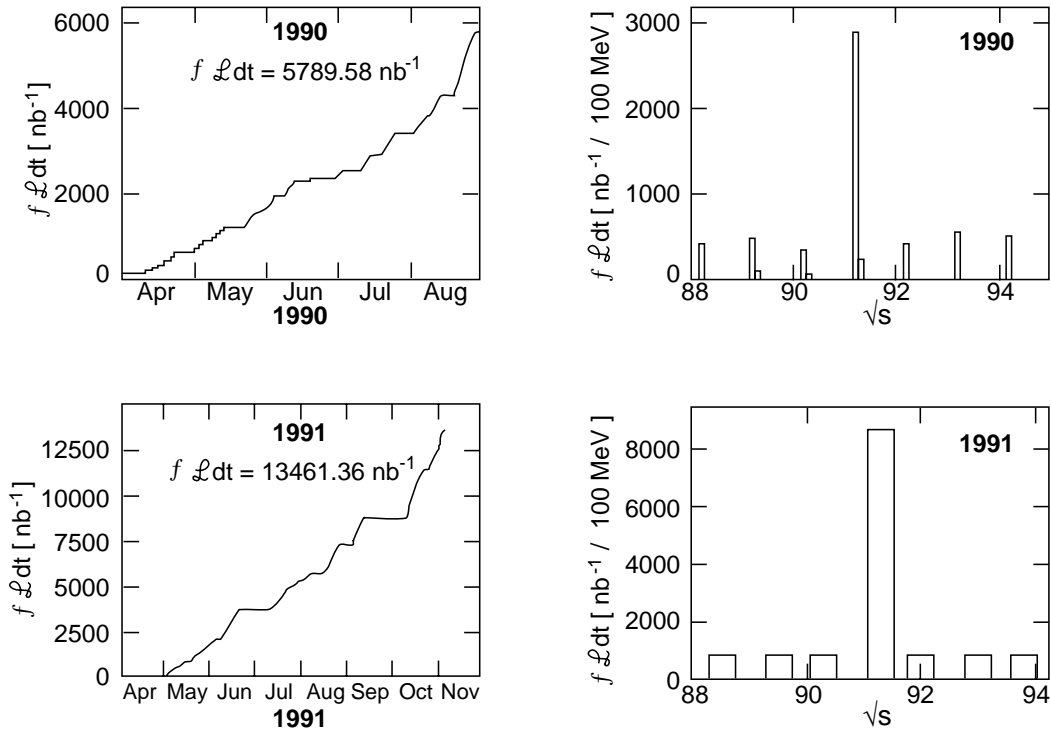 1990
∫ ℒdt = 5789.58 nb⁻¹
∫ ℒdt [ nb⁻¹]
6000
4000
2000
0
Apr May Jun Jul Aug
1990
1990
∫ ℒdt [ nb⁻¹ / 100 MeV]
3000
2000
1000
0
88 90 92 94
√s
1991
∫ ℒdt = 13461.36 nb⁻¹
∫ ℒdt [ nb⁻¹]
12500
10000
7500
5000
2500
0
Apr May Jun Jul Aug Sep Oct Nov
1991
1991
∫ ℒdt [ nb⁻¹ / 100 MeV ]
8000
6000
4000
2000
0
88 90 92 94
√s